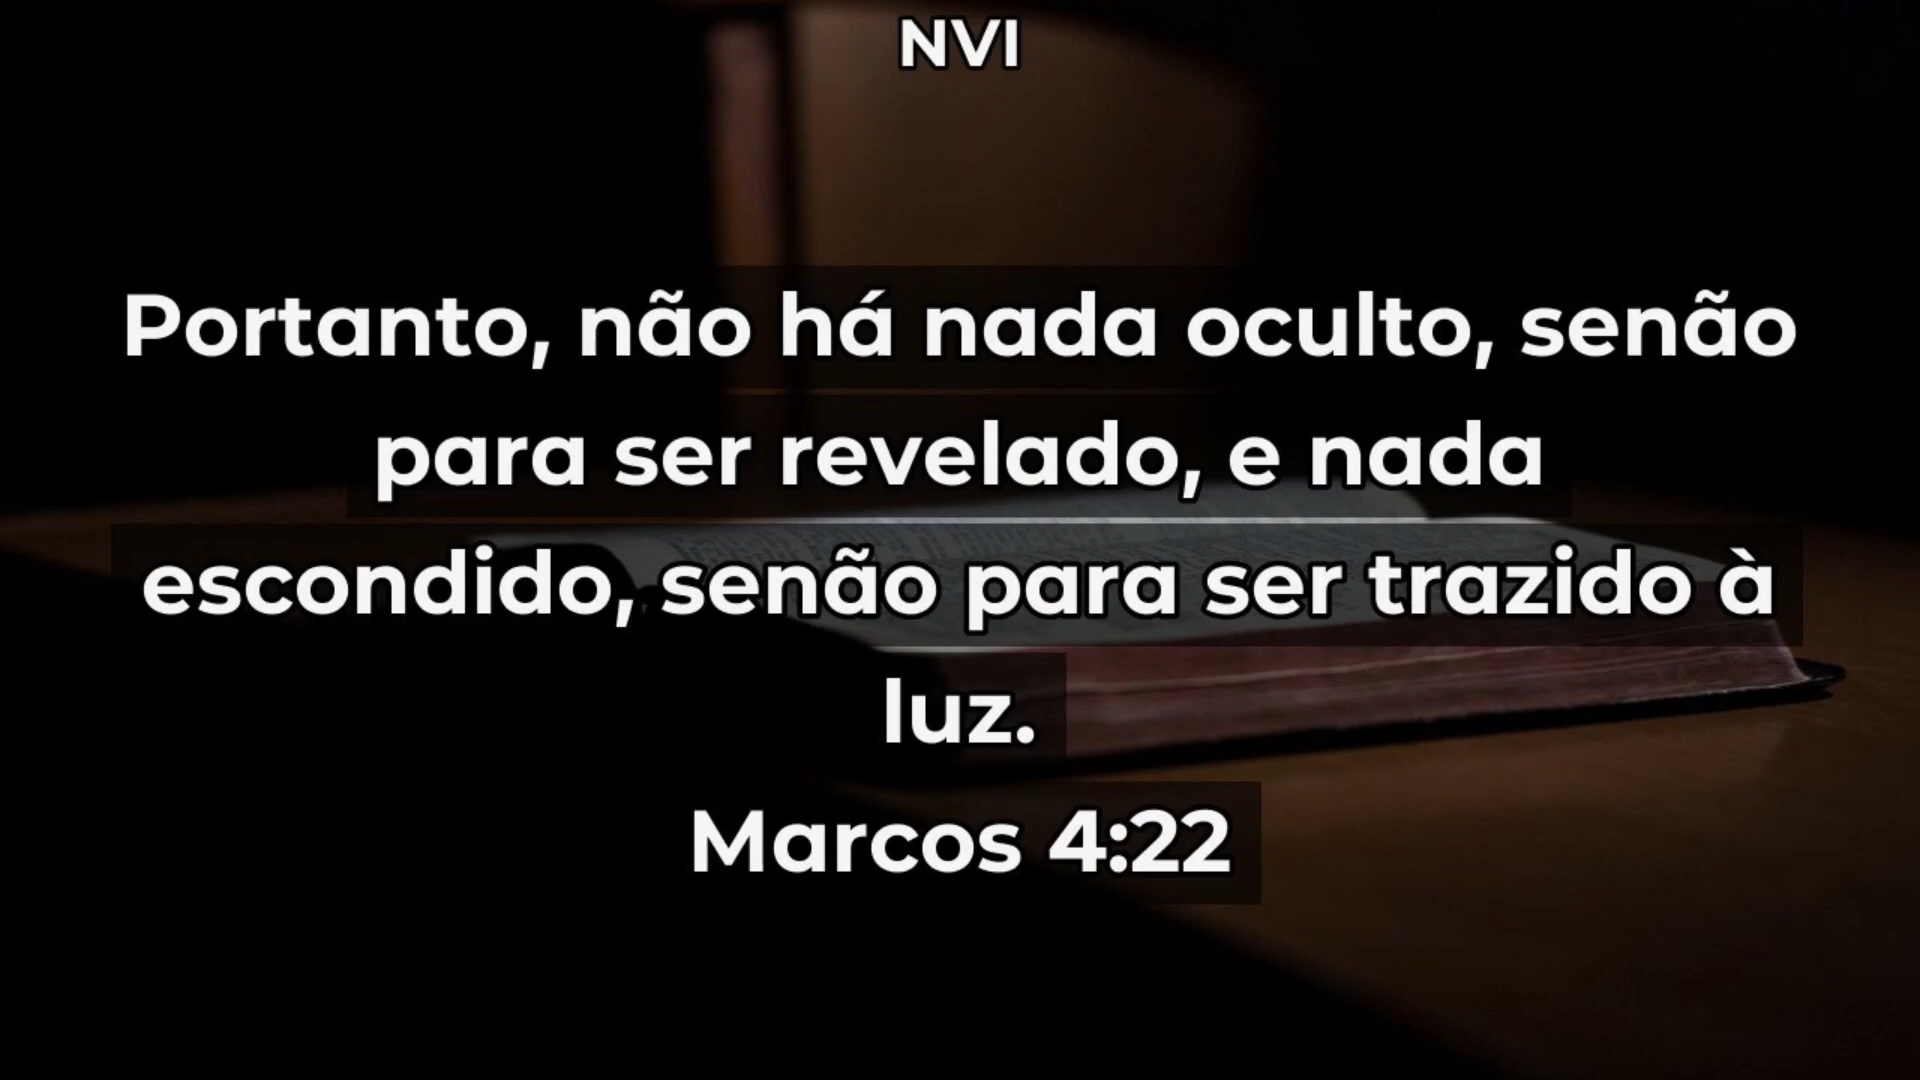 NVI
Portanto, não há nada oculto, senão
para ser revelado, e nada
escondido, senão para ser trazido à
luz.
Marcos 4:22